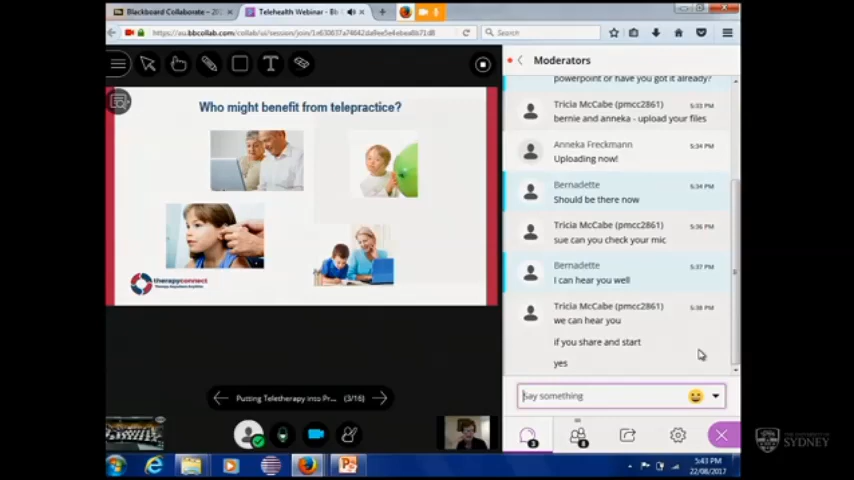 Blackboard Collaborate - 20
Telehealth Webinar - Bb
Search
Who might benefit from telepractice?
therapyconnect
Therapy Anywhere Anytime
Putting Teletherapy into Pr... (3/16)
Moderators
powerpoint or have you got it already?
Tricia McCabe (pmcc2861) 5:33 PM
bernie and anneka - upload your files
Anneka Freckmann 5:34 PM
Uploading now!
Bernadette 5:34 PM
Should be there now
Tricia McCabe (pmcc2861) 5:36 PM
sue can you check your mic
Bernadette 5:37 PM
I can hear you well
Tricia McCabe (pmcc2861) 5:38 PM
we can hear you
if you share and start
yes
Say something
5:43 PM
22/08/2017
SYDNEY